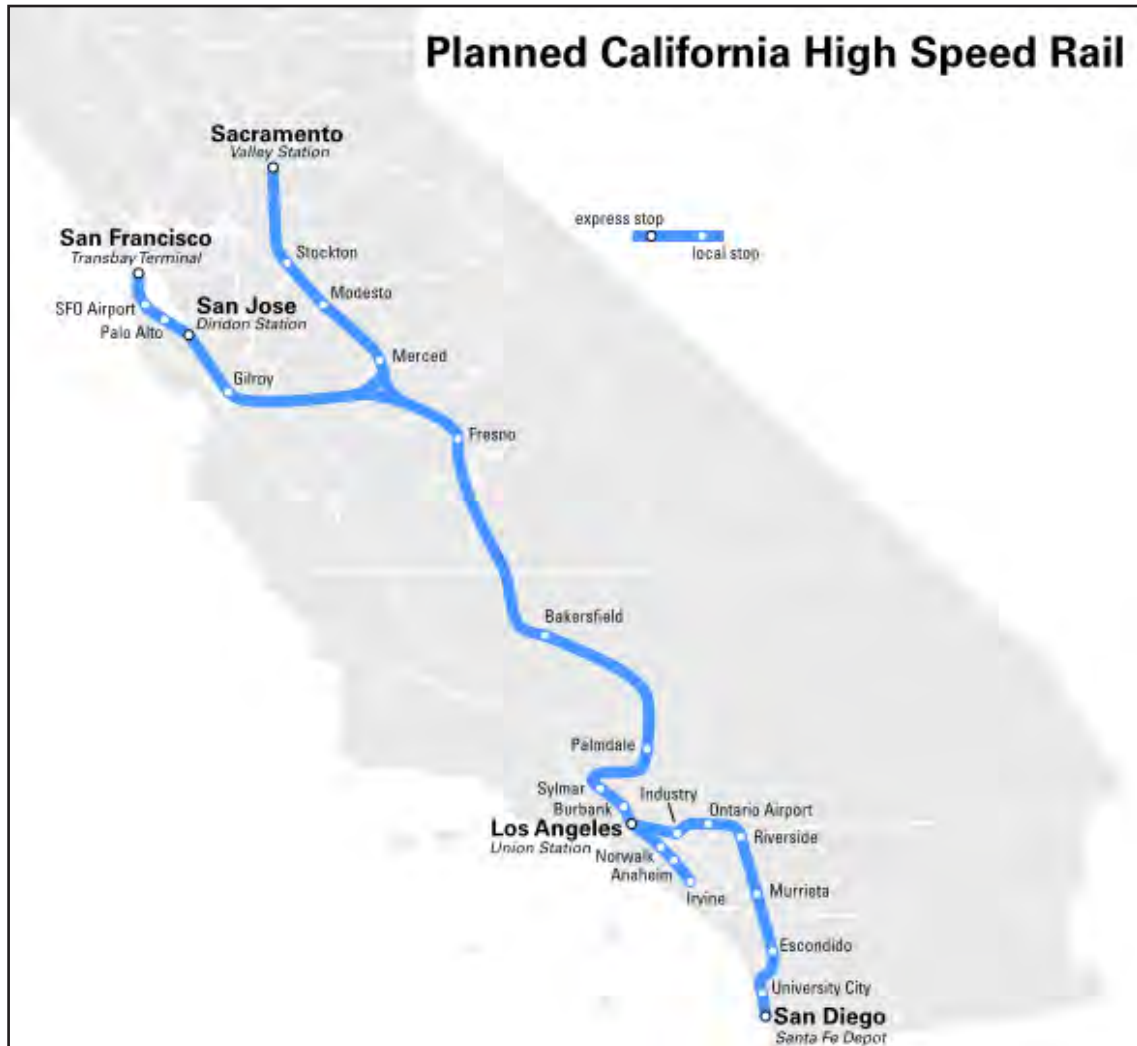 Planned California High Speed Rail
Sacramento
Valley Station
express stop
local stop
San Francisco
Transbay Terminal
Stockton
Modesto
SFO Airport
San Jose
Diridon Station
Palo Alto
Merced
Gilroy
Fresno
Bakersfield
Palmdale
Sylmar
Industry
Burbank
Ontario Airport
Los Angeles
Union Station
Riverside
Norwalk
Anaheim
Irvine
Murrieta
Escondido
University City
San Diego
Santa Fe Depot